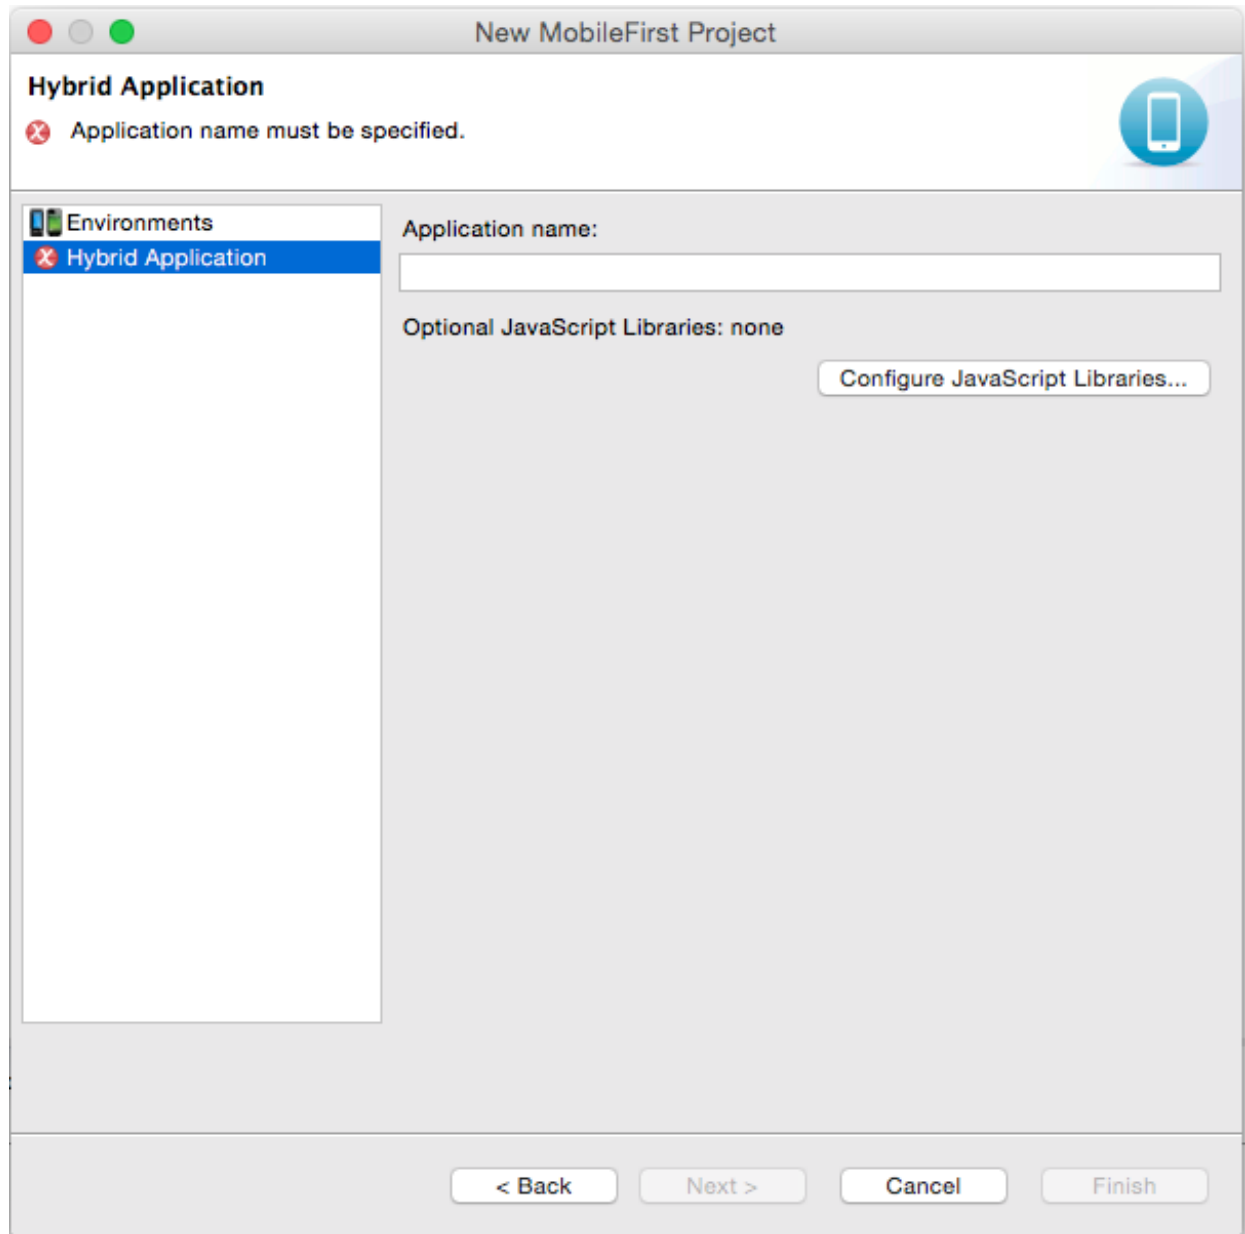 New MobileFirst Project
Hybrid Application
Application name must be specified.
Environments
Hybrid Application
Application name:
Optional JavaScript Libraries: none
Configure JavaScript Libraries...
< Back
Next >
Cancel
Finish